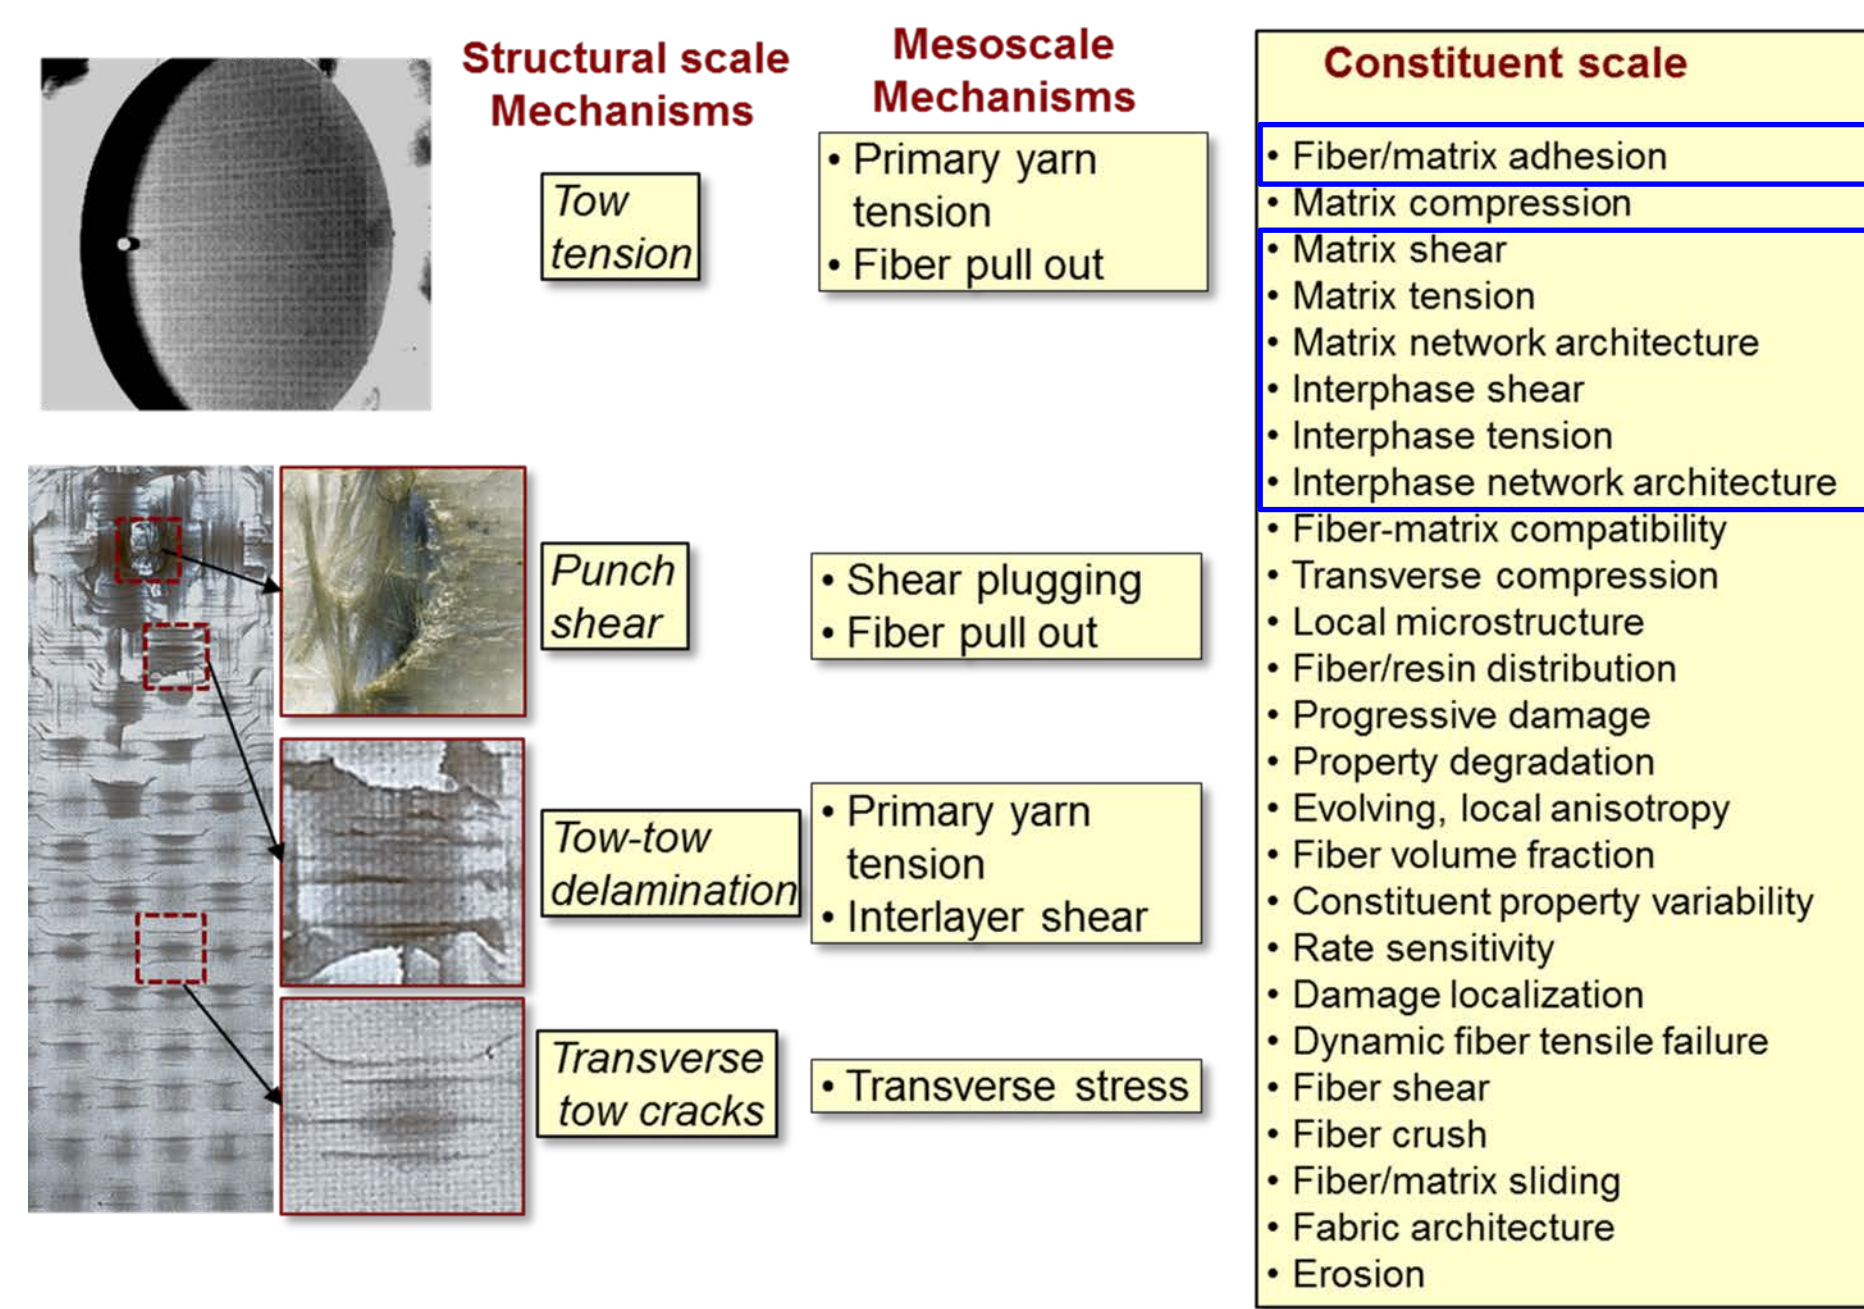 Structural scale
Mechanisms
Mesoscale
Mechanisms
Constituent scale
Tow
tension
• Primary yarn
tension
• Fiber pull out
Punch
shear
• Shear plugging
• Fiber pull out
Tow-tow
delamination
• Primary yarn
tension
• Interlayer shear
Transverse
tow cracks
• Transverse stress
• Fiber/matrix adhesion
• Matrix compression
• Matrix shear
• Matrix tension
• Matrix network architecture
• Interphase shear
• Interphase tension
• Interphase network architecture
• Fiber-matrix compatibility
• Transverse compression
• Local microstructure
• Fiber/resin distribution
• Progressive damage
• Property degradation
• Evolving, local anisotropy
• Fiber volume fraction
• Constituent property variability
• Rate sensitivity
• Damage localization
• Dynamic fiber tensile failure
• Fiber shear
• Fiber crush
• Fiber/matrix sliding
• Fabric architecture
• Erosion